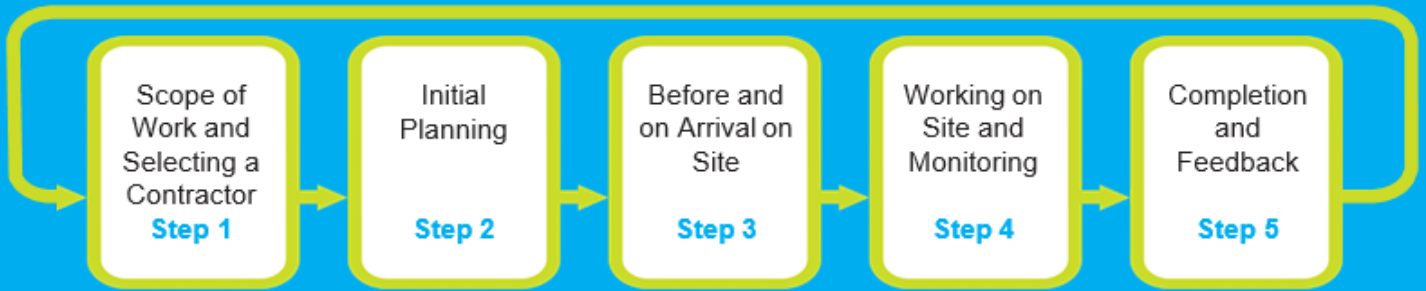 Scope of
Work and
Selecting a
Contractor
Step 1
Initial
Planning
Step 2
Before and
on Arrival on
Site
Step 3
Working on
Site and
Monitoring
Step 4
Completion
and
Feedback
Step 5